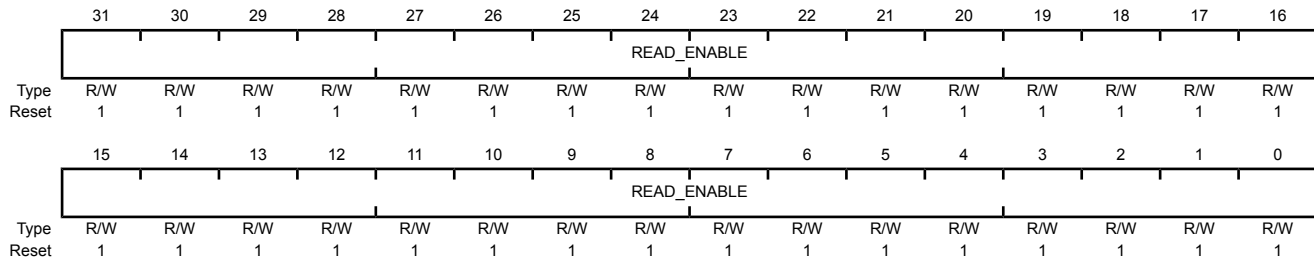 31 30 29 28 27 26 25 24 23 22 21 20 19 18 17 16
READ_ENABLE
Type R/W R/W R/W R/W R/W R/W R/W R/W R/W R/W R/W R/W R/W R/W R/W R/W
Reset 1 1 1 1 1 1 1 1 1 1 1 1 1 1 1 1
15 14 13 12 11 10 9 8 7 6 5 4 3 2 1 0
READ_ENABLE
Type R/W R/W R/W R/W R/W R/W R/W R/W R/W R/W R/W R/W R/W R/W R/W R/W
Reset 1 1 1 1 1 1 1 1 1 1 1 1 1 1 1 1